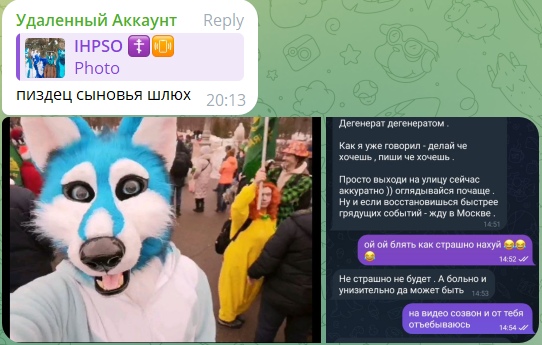 Удаленный Аккаунт Reply
IHPSO ☦️📳
Photo
пиздец сыновья шлюх 20:13
Дегенерат дегенератом .
Как я уже говорил - делай че
хочешь , пиши че хочешь .
Просто выходи на улицу сейчас
аккуратно )) оглядывайся почаще .
Ну и если восстановишься быстрее
грядущих событий - жду в Москве .
14:51
ой ой блять как страшно нахуй 😂😂
😂 14:52
Не страшно не будет . А больно и
унизительно да может быть 14:53
на видео созвон и от тебя
отъебываюсь 14:54